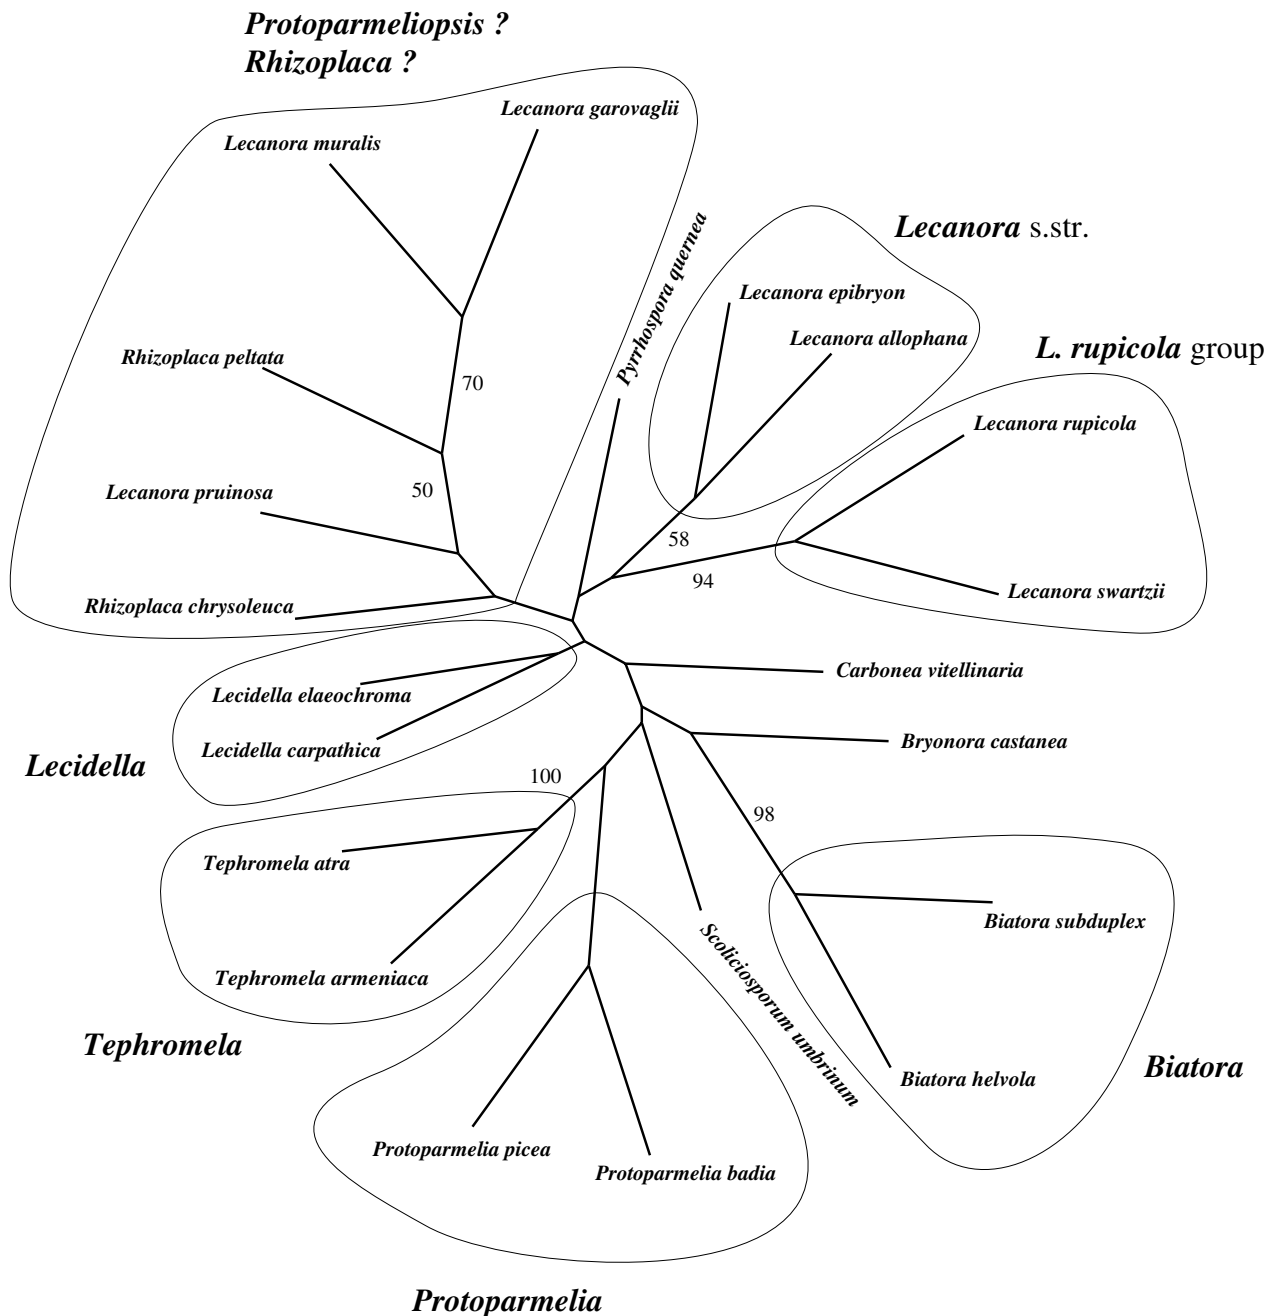 Protoparmeliopsis ?
Rhizoplaca ?
Lecanora garovaglii
Lecanora muralis
Pyrrhospora quernea
Lecanora s.str.
Lecanora epibryon
Lecanora allophana
L. rupicola group
Rhizoplaca peltata
70
Lecanora rupicola
Lecanora pruinosa
50
58
94
Lecanora swartzii
Rhizoplaca chrysoleuca
Carbonea vitellinaria
Lecidella elaeochroma
Lecidella carpathica
Bryonora castanea
Lecidella
100
98
Tephromela atra
Biatora subduplex
Scoliciosporum umbrinum
Tephromela armeniaca
Tephromela
Biatora helvola
Biatora
Protoparmelia picea
Protoparmelia badia
Protoparmelia